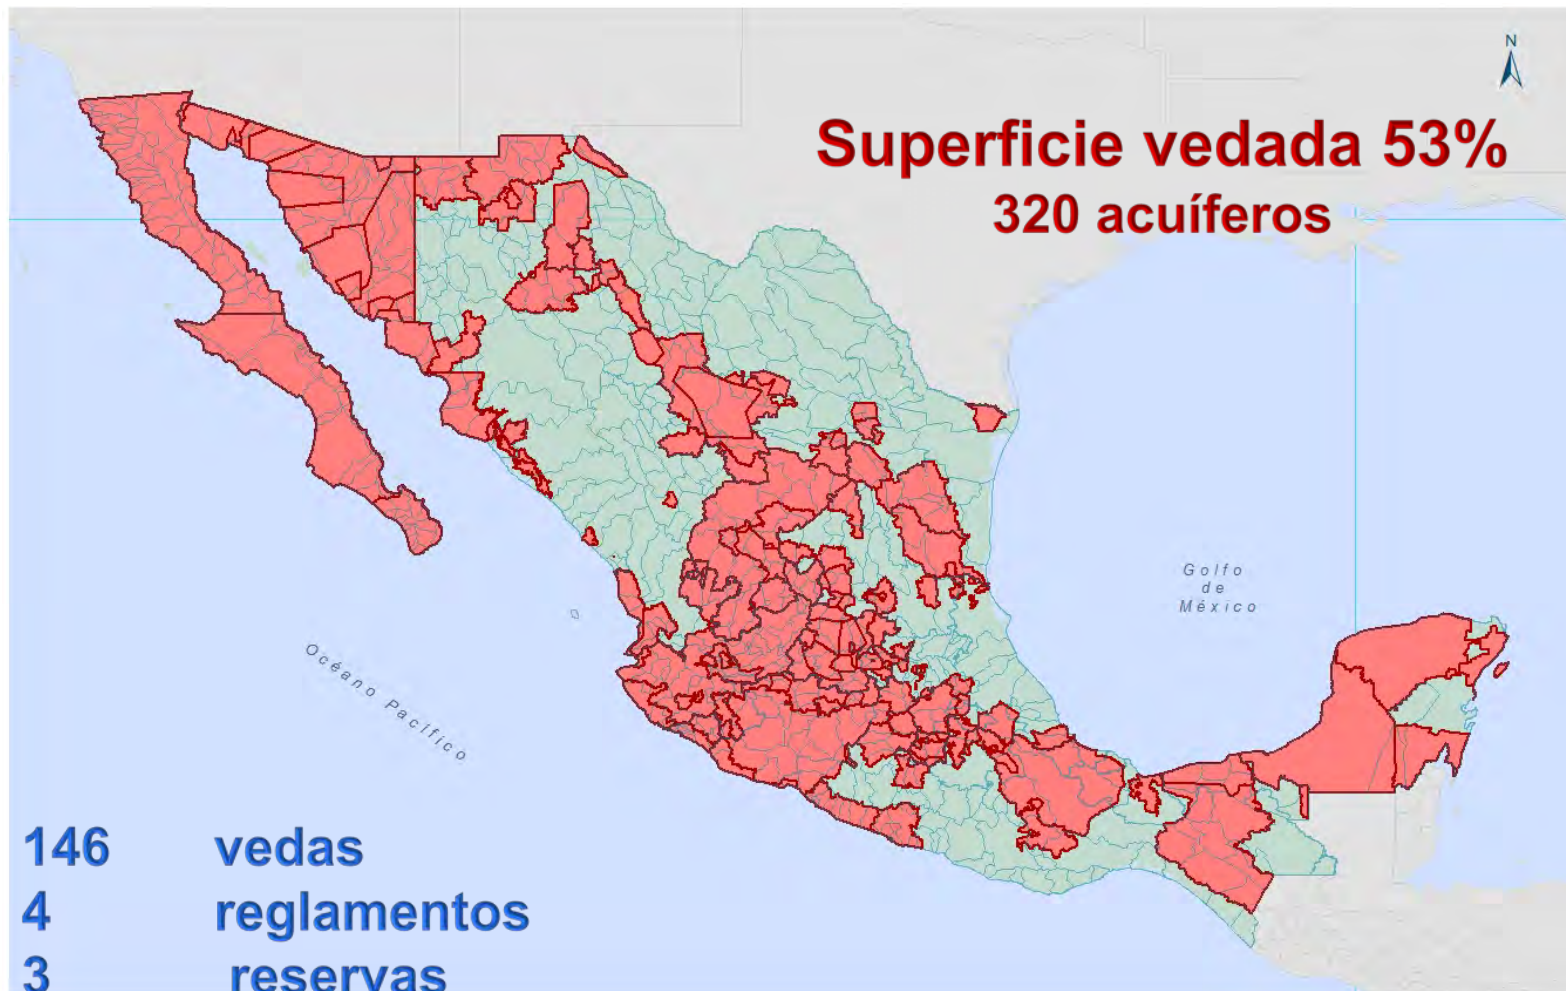 N
Superficie vedada 53%
320 acuíferos
Golfo
de
México
Océano Pacífico
146 vedas
4 reglamentos
3 reservas